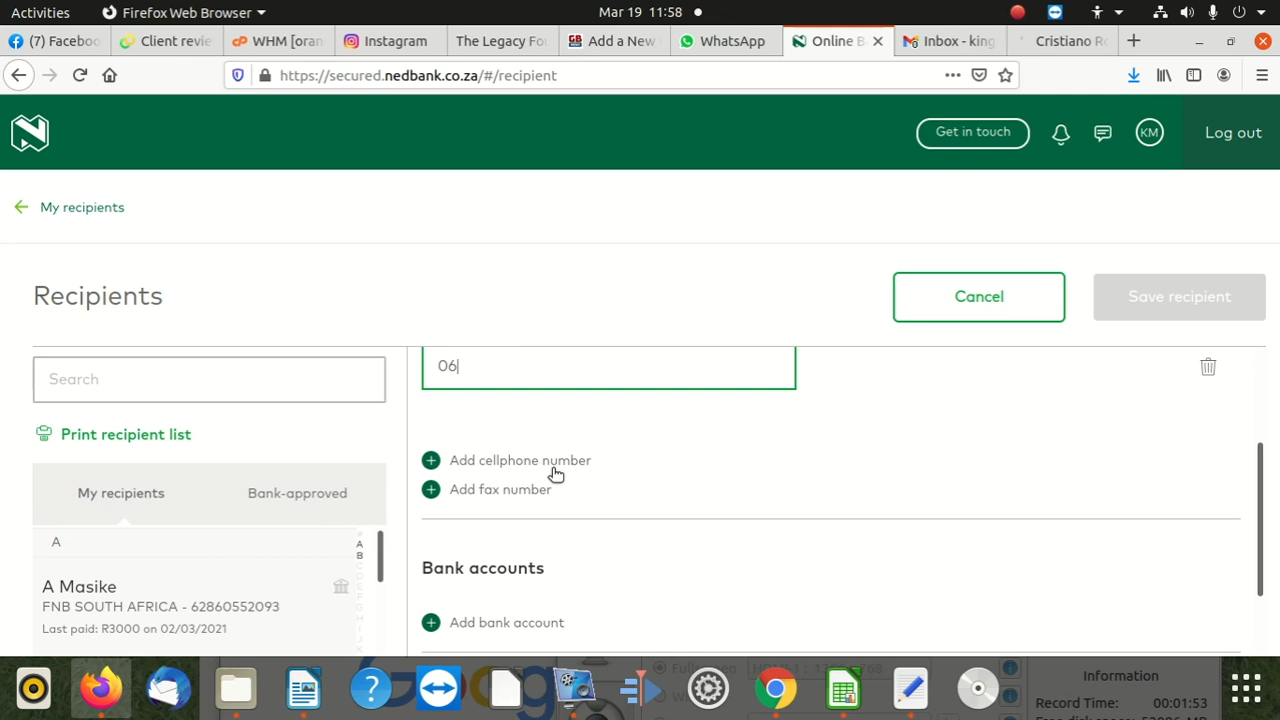 Activities Firefox Web Browser Mar 19 11:58
(7) Faceboo Client revie WHM [oran Instagram The Legacy Fou Add a New WhatsApp Online B Inbox - king Cristiano Ro
https://secured.nedbank.co.za/#/recipient
Get in touch KM Log out
My recipients
Recipients Cancel Save recipient
Search
06
Print recipient list
Add cellphone number
My recipients Bank-approved
Add fax number
A
A
B
C
D
E
F
G
H
I
J
Bank accounts
A Masike
FNB SOUTH AFRICA - 62860552093
Add bank account
Last paid: R3000 on 02/03/2021
Information
Record Time: 00:01:53